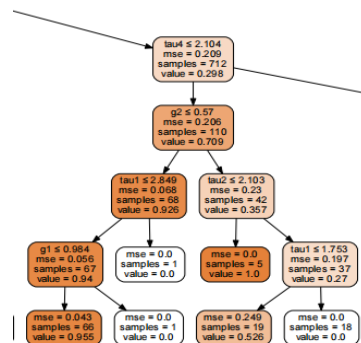 tau4 ≤ 2.104
mse = 0.209
samples = 712
value = 0.298
g2 ≤ 0.57
mse = 0.206
samples = 110
value = 0.709
tau1 ≤ 2.849
mse = 0.068
samples = 68
value = 0.926
tau2 ≤ 2.103
mse = 0.23
samples = 42
value = 0.357
g1 ≤ 0.984
mse = 0.056
samples = 67
value = 0.94
mse = 0.0
samples = 1
value = 0.0
mse = 0.0
samples = 5
value = 1.0
tau1 ≤ 1.753
mse = 0.197
samples = 37
value = 0.27
mse = 0.043
samples = 66
value = 0.955
mse = 0.0
samples = 1
value = 0.0
mse = 0.249
samples = 19
value = 0.526
mse = 0.0
samples = 18
value = 0.0